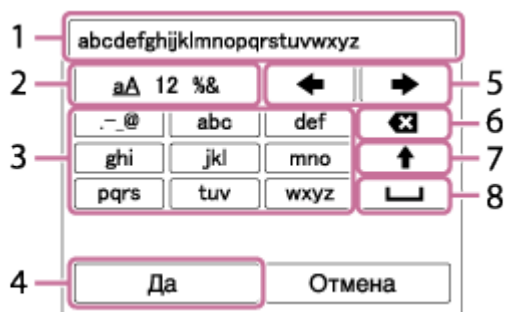 1 abcdefghijklmnopqrstuvwxyz
2 aA 12 %& 5
.-_@ abc def 6
3 ghi jkl mno 7
pqrs tuv wxyz 8
4 Да Отмена